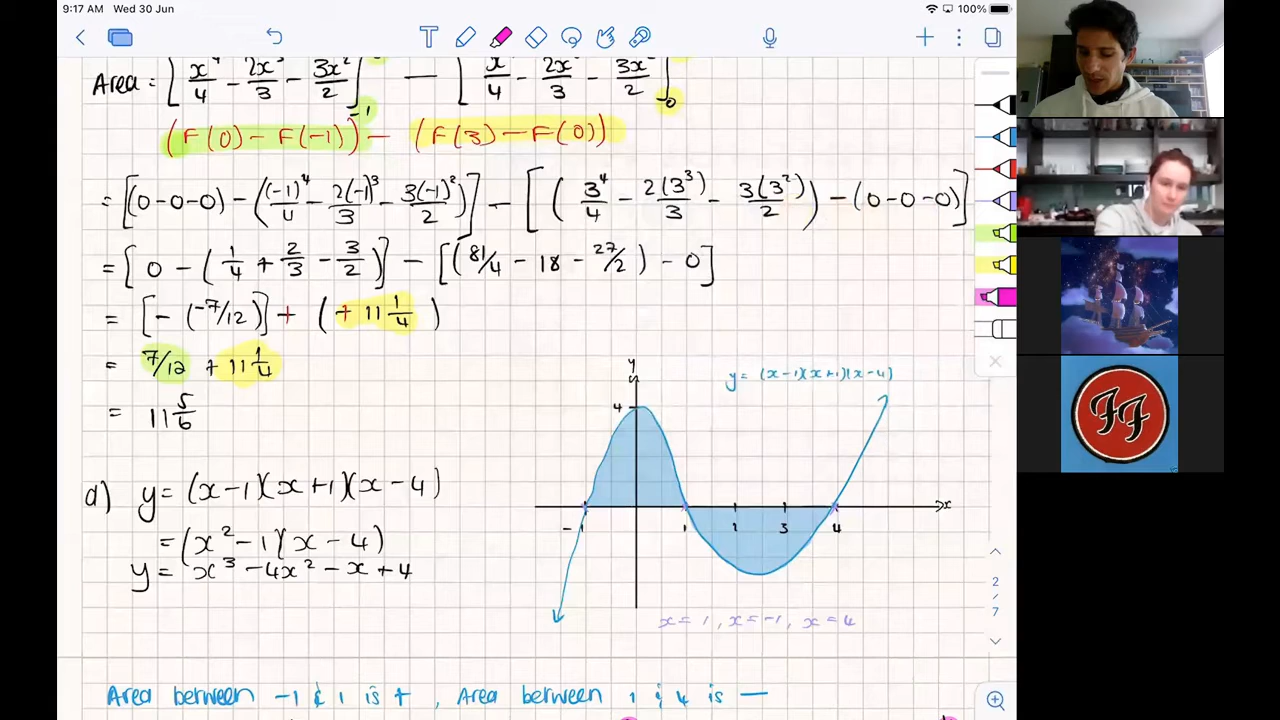 9:17 AM Wed 30 Jun 100%
Area = [x⁴/4 - 2x³/3 - 3x²/2]₋₁ — [x/4 - 2x³/3 - 3x/2]₀
(F(0) - F(-1)) - (F(3) - F(0))
= [(0-0-0) - ((-1)⁴/4 - 2(-1)³/3 - 3(-1)²/2)] - [(3⁴/4 - 2(3³)/3 - 3(3²)/2) - (0-0-0)]
= [0 - (1/4 + 2/3 - 3/2)] - [(81/4 - 18 - 27/2) - 0]
= [-(-7/12)] + (+11 1/4)
= 7/12 + 11 1/4
= 11 5/6
y
y = (x-1)(x+1)(x-4)
4
d) y = (x-1)(x+1)(x-4)
= (x² - 1)(x - 4)
y = x³ - 4x² - x + 4
-1 1 2 3 4 x
x = 1, x = -1, x = 4
2/7
FF
Area between -1 & 1 is +, Area between 1 & 4 is —